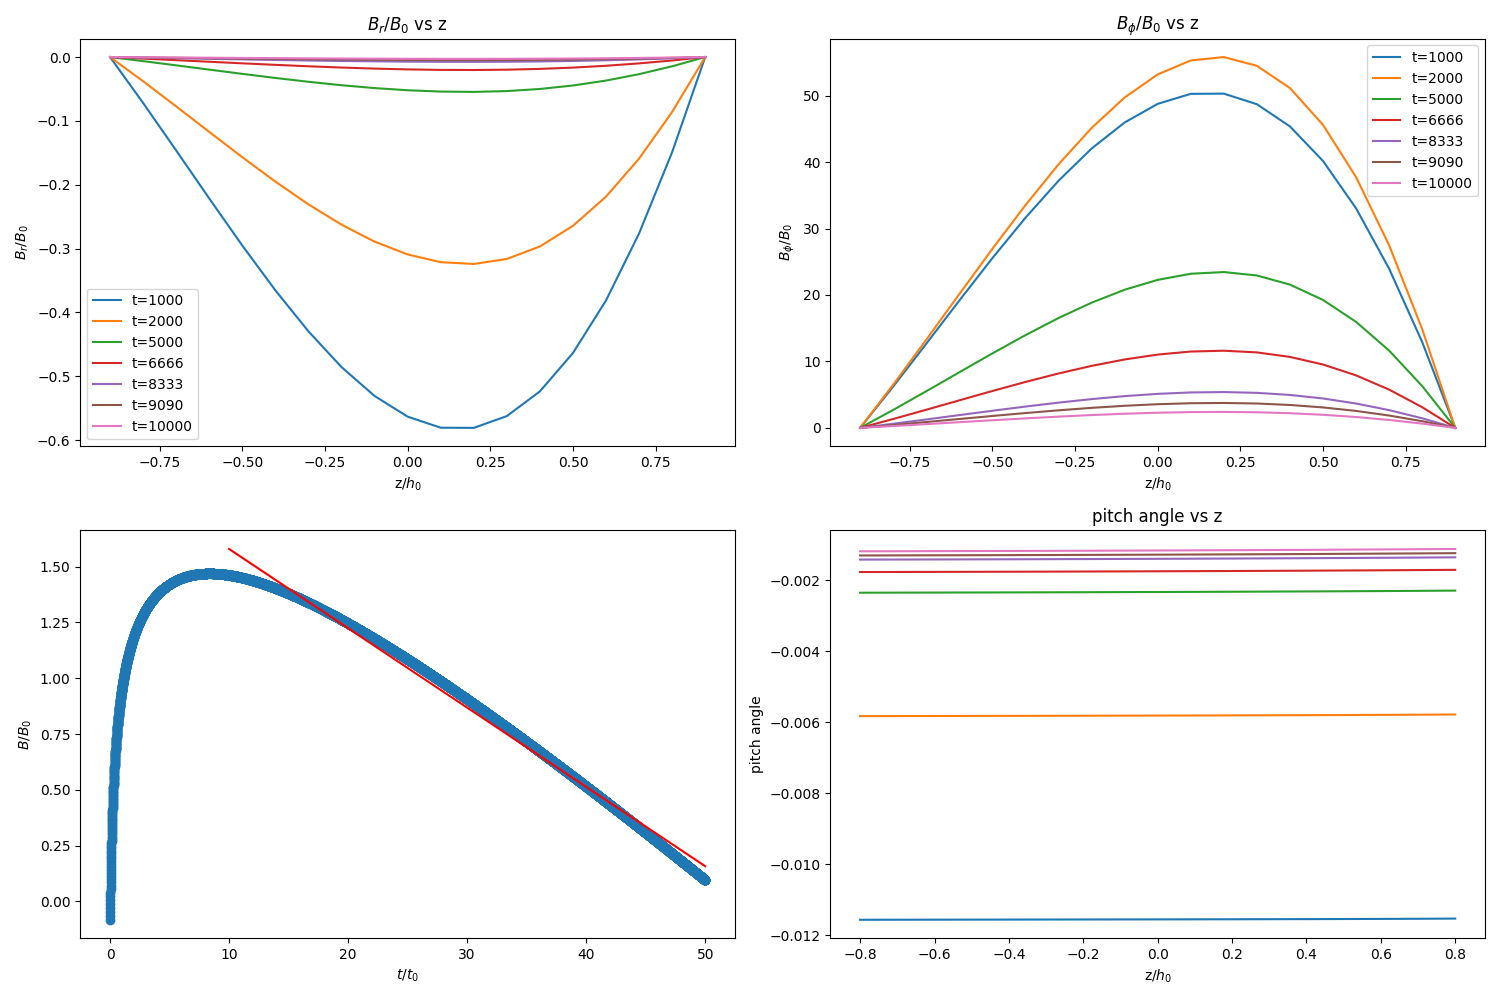 $B_r/B_0$ vs z
0.0
−0.1
−0.2
−0.3
−0.4
−0.5
−0.6
$B_r/B_0$
t=1000
t=2000
t=5000
t=6666
t=8333
t=9090
t=10000
−0.75 −0.50 −0.25 0.00 0.25 0.50 0.75
z/$h_0$
$B_\phi/B_0$ vs z
50
40
30
20
10
0
$B_\phi/B_0$
t=1000
t=2000
t=5000
t=6666
t=8333
t=9090
t=10000
−0.75 −0.50 −0.25 0.00 0.25 0.50 0.75
z/$h_0$
1.50
1.25
1.00
0.75
0.50
0.25
0.00
$B/B_0$
0 10 20 30 40 50
$t/t_0$
pitch angle vs z
−0.002
−0.004
−0.006
−0.008
−0.010
−0.012
pitch angle
−0.8 −0.6 −0.4 −0.2 0.0 0.2 0.4 0.6 0.8
z/$h_0$